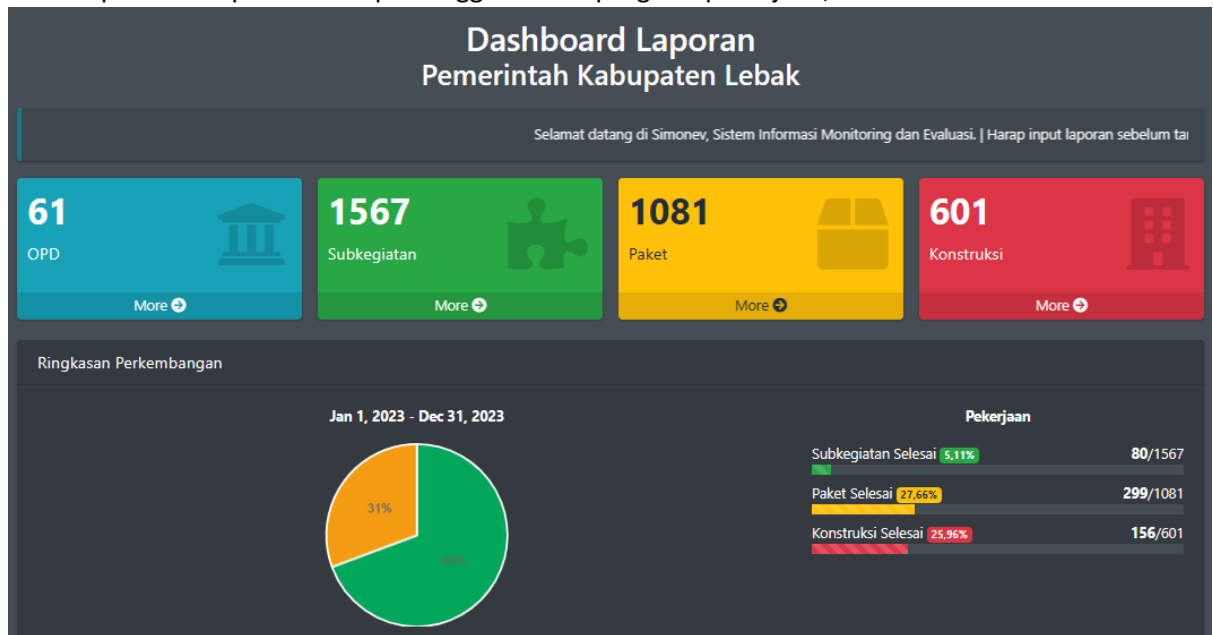 Dashboard Laporan
Pemerintah Kabupaten Lebak
Selamat datang di Simonev, Sistem Informasi Monitoring dan Evaluasi. | Harap input laporan sebelum
61
OPD
More
1567
Subkegiatan
More
1081
Paket
More
601
Konstruksi
More
Ringkasan Perkembangan
Jan 1, 2023 - Dec 31, 2023
31%
Pekerjaan
Subkegiatan Selesai 5,11% 80/1567
Paket Selesai 27,66% 299/1081
Konstruksi Selesai 25,96% 156/601